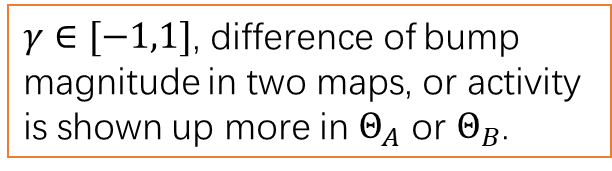 γ ∈ [−1,1], difference of bump
magnitude in two maps, or activity
is shown up more in Θ_A or Θ_B.